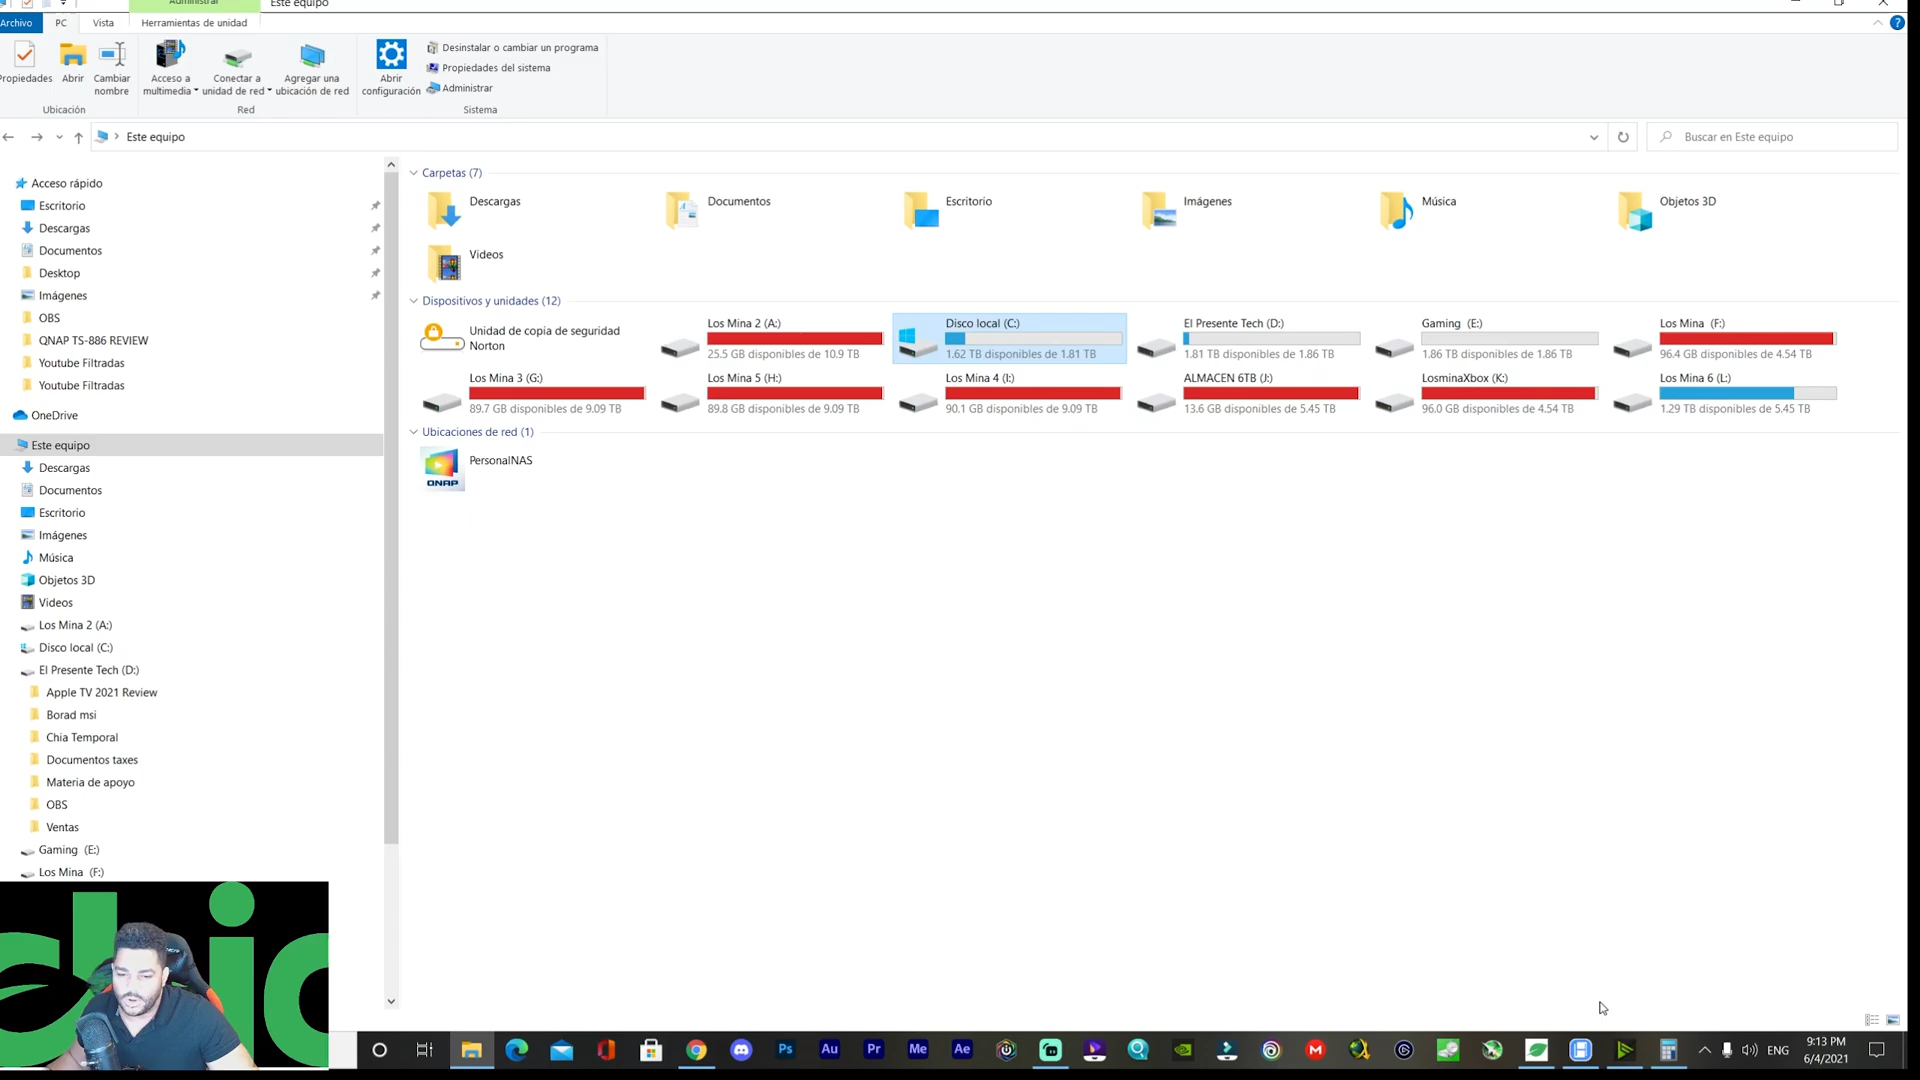 Administrar
Este equipo
Archivo
PC
Vista
Herramientas de unidad
Propiedades
Abrir
Cambiar
nombre
Ubicación
Acceso a
multimedia
Conectar a
unidad de red
Agregar una
ubicación de red
Red
Abrir
configuración
Desinstalar o cambiar un programa
Propiedades del sistema
Administrar
Sistema
Este equipo
Buscar en Este equipo
Acceso rápido
Escritorio
Descargas
Documentos
Desktop
Imágenes
OBS
QNAP TS-886 REVIEW
Youtube Filtradas
Youtube Filtradas
OneDrive
Este equipo
Descargas
Documentos
Escritorio
Imágenes
Música
Objetos 3D
Videos
Los Mina 2 (A:)
Disco local (C:)
El Presente Tech (D:)
Apple TV 2021 Review
Borad msi
Chia Temporal
Documentos taxes
Materia de apoyo
OBS
Ventas
Gaming (E:)
Los Mina (F:)
Carpetas (7)
Descargas
Documentos
Escritorio
Imágenes
Música
Objetos 3D
Videos
Dispositivos y unidades (12)
Unidad de copia de seguridad
Norton
Los Mina 2 (A:)
25.5 GB disponibles de 10.9 TB
Disco local (C:)
1.62 TB disponibles de 1.81 TB
El Presente Tech (D:)
1.81 TB disponibles de 1.86 TB
Gaming (E:)
1.86 TB disponibles de 1.86 TB
Los Mina (F:)
96.4 GB disponibles de 4.54 TB
Los Mina 3 (G:)
89.7 GB disponibles de 9.09 TB
Los Mina 5 (H:)
89.8 GB disponibles de 9.09 TB
Los Mina 4 (I:)
90.1 GB disponibles de 9.09 TB
ALMACEN 6TB (J:)
13.6 GB disponibles de 5.45 TB
LosminaXbox (K:)
96.0 GB disponibles de 4.54 TB
Los Mina 6 (L:)
1.29 TB disponibles de 5.45 TB
Ubicaciones de red (1)
QNAP
PersonalNAS
Ps
Au
Pr
Me
Ae
ENG
9:13 PM
6/4/2021